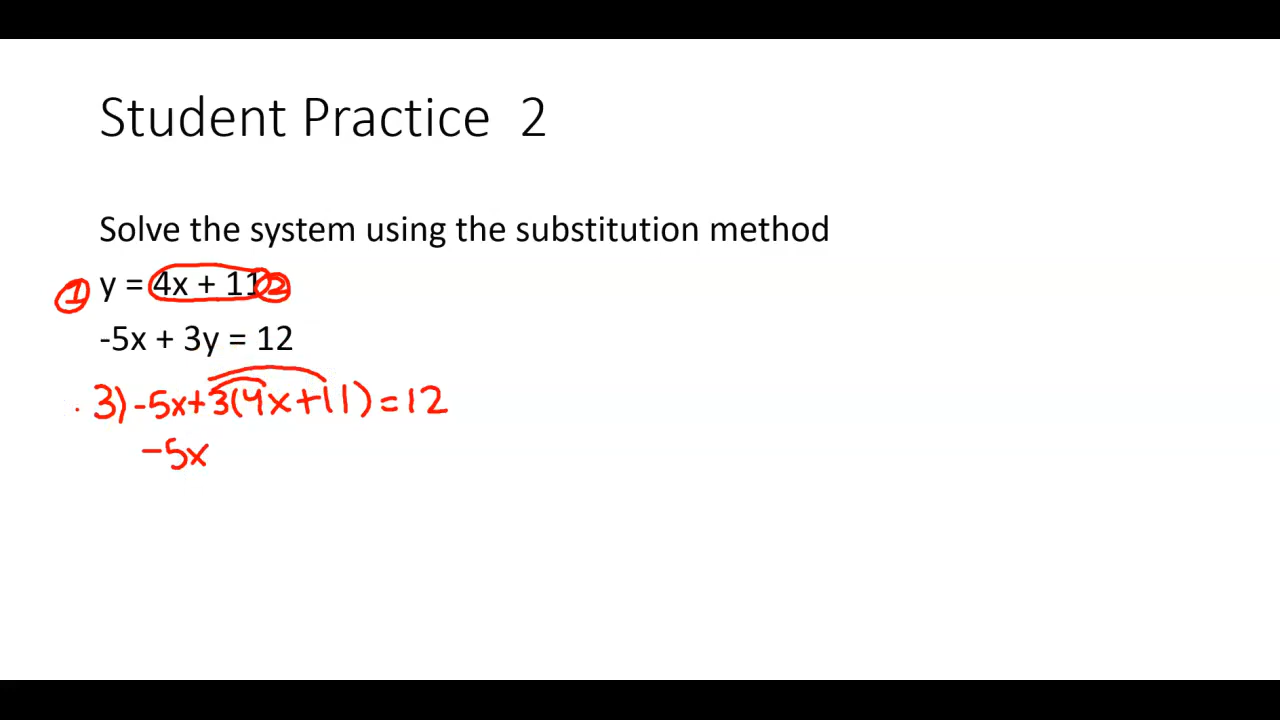 Student Practice 2
Solve the system using the substitution method
① y = 4x + 11 ②
-5x + 3y = 12
3) -5x+3(4x+11)=12
-5x